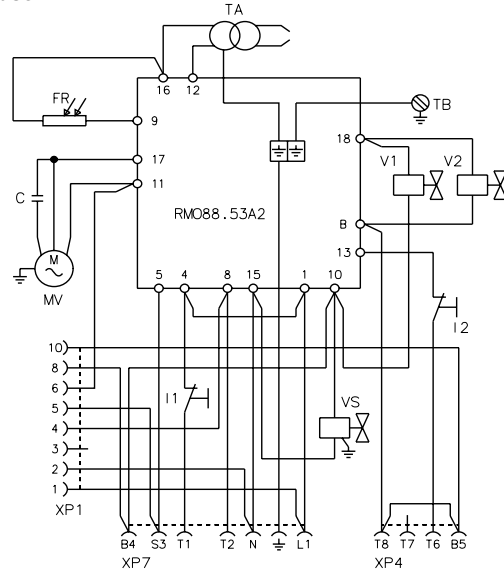 TA
16 12
FR
9
TB
18
V1 V2
17
C
11
RMO88.53A2
M
B
13
MV
5 4 8 15 1 10
I2
10
8
6
I1
5
VS
4
3
2
1
XP1
B4 S3 T1 T2 N L1
T8 T7 T6 B5
XP7
XP4